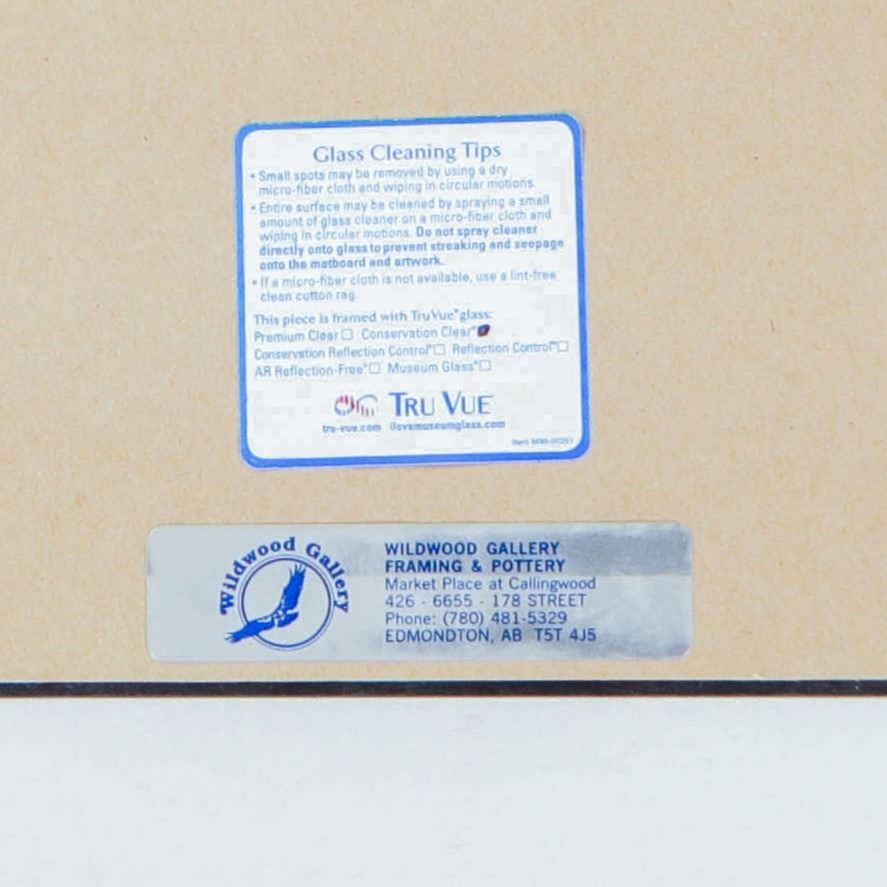 Glass Cleaning Tips
• Small spots may be removed by using a dry
micro-fiber cloth and wiping in circular motions.
• Entire surface may be cleaned by spraying a small
amount of glass cleaner on a micro-fiber cloth and
wiping in circular motions. Do not spray cleaner
directly onto glass to prevent streaking and seepage
onto the matboard and artwork.
• If a micro-fiber cloth is not available, use a lint-free
clean cotton rag.
This piece is framed with Tru Vue® glass:
Premium Clear☐ Conservation Clear®
Conservation Reflection Control®☐ Reflection Control®☐
AR Reflection-Free®☐ Museum Glass®☐
TRU VUE
tru-vue.com ilovemuseumglass.com
Item
Wildwood Gallery
WILDWOOD GALLERY
FRAMING & POTTERY
Market Place at Callingwood
426 - 6655 - 178 STREET
Phone: (780) 481-5329
EDMONTON, AB T5T 4J5